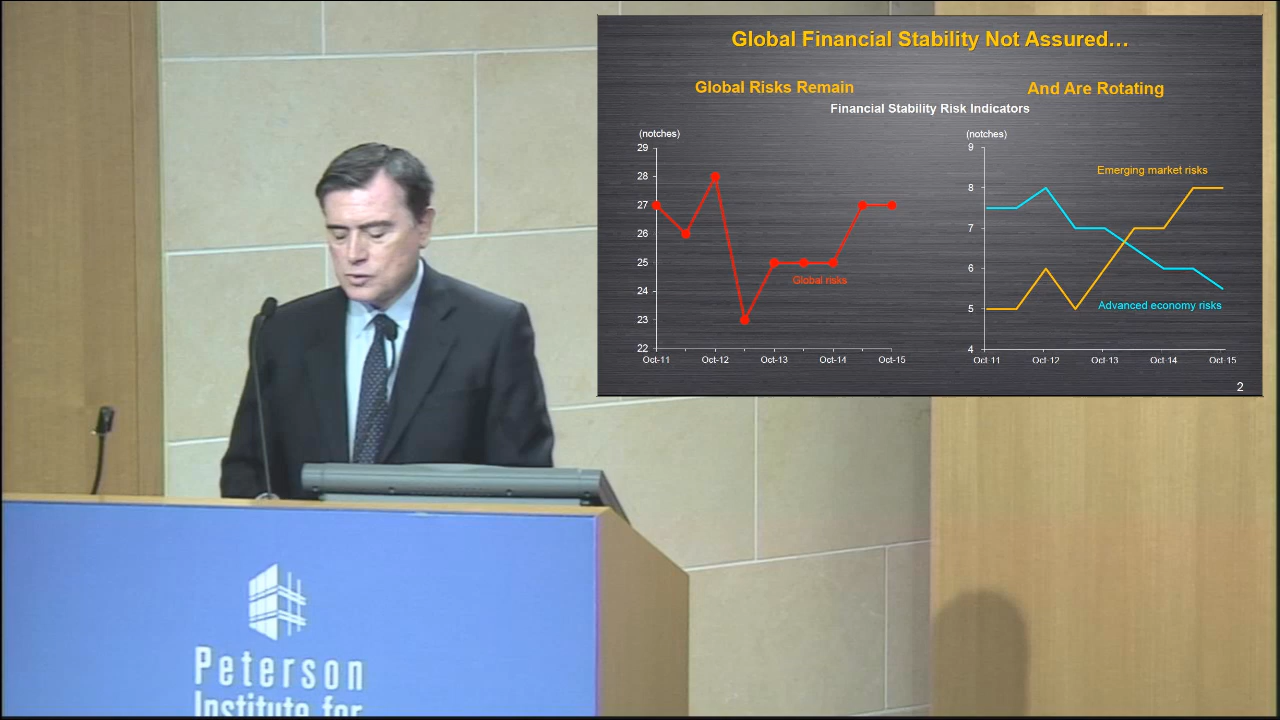 Global Financial Stability Not Assured…
Global Risks Remain
And Are Rotating
Financial Stability Risk Indicators
(notches)
29
28
27
26
25
24
23
22
Global risks
Oct-11
Oct-12
Oct-13
Oct-14
Oct-15
(notches)
9
8
7
6
5
4
Emerging market risks
Advanced economy risks
Oct-11
Oct-12
Oct-13
Oct-14
Oct-15
2
Peterson
Institute for